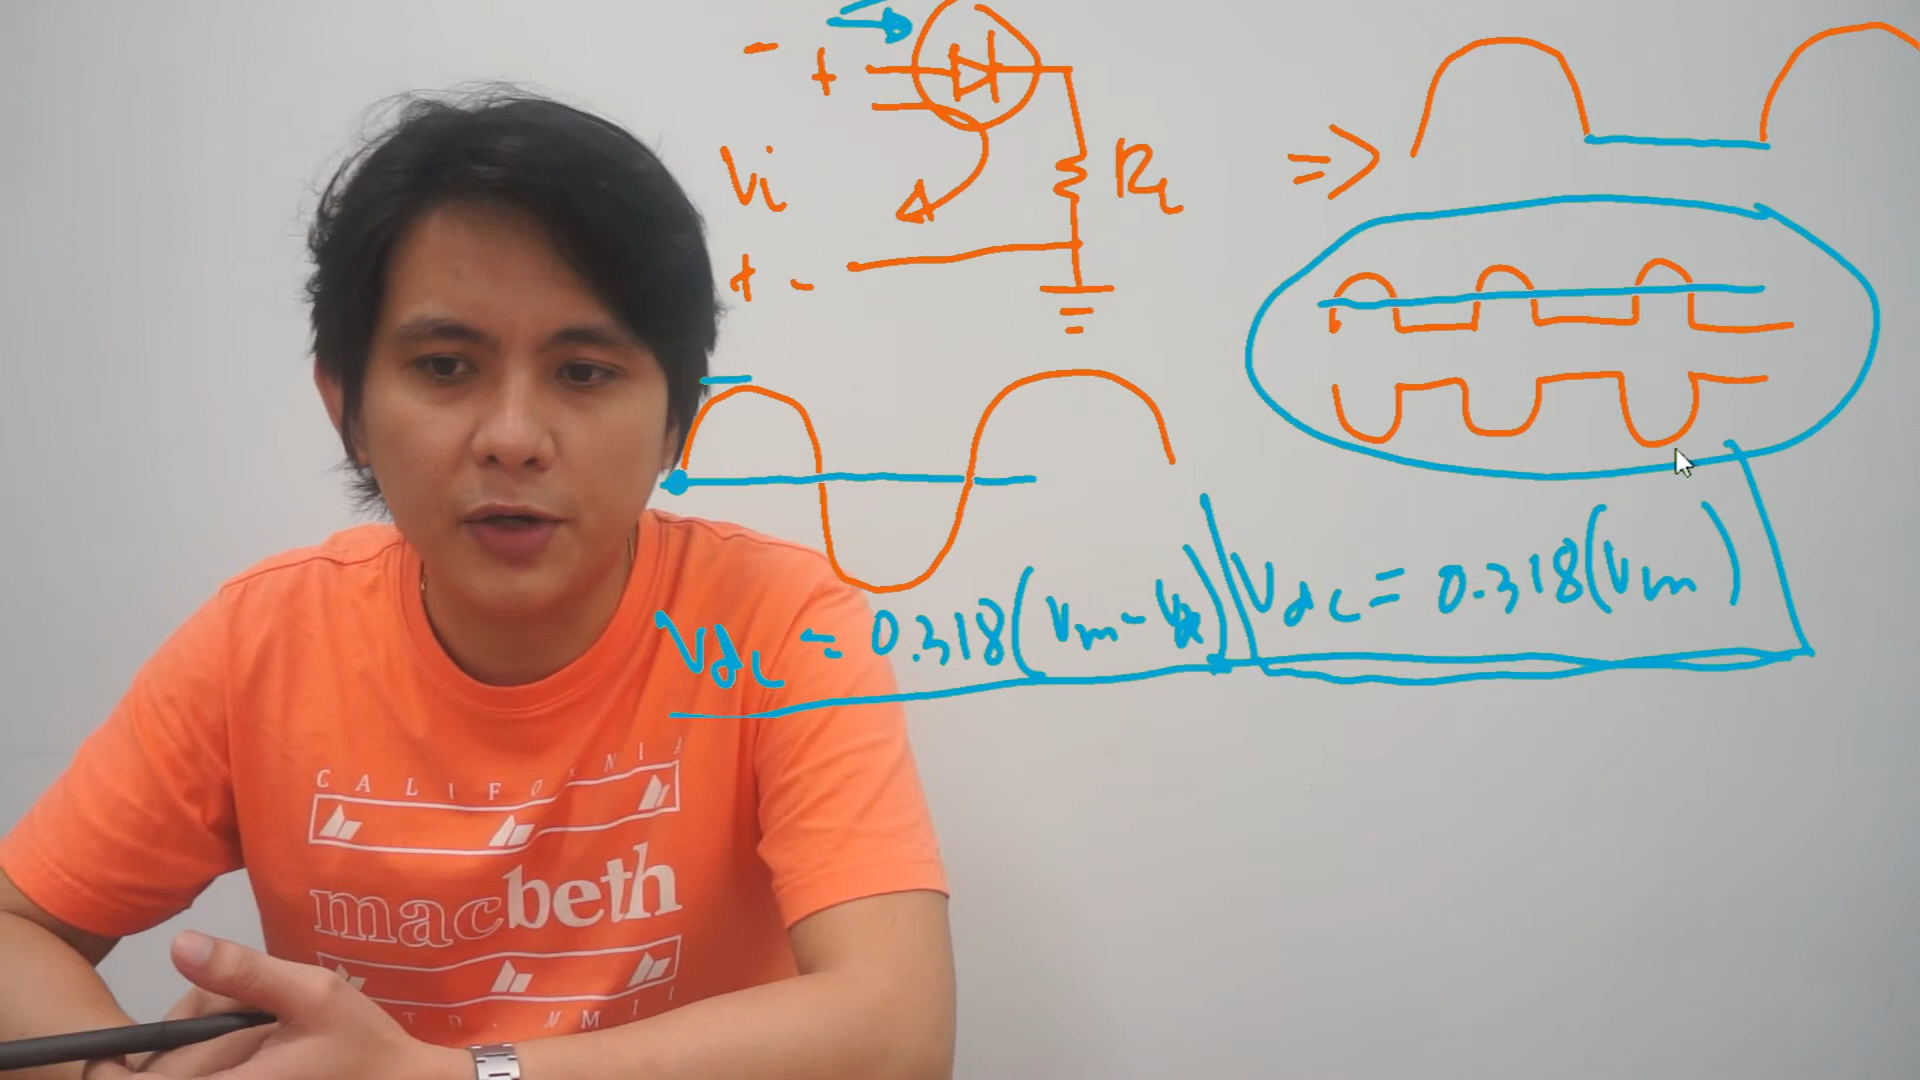 - +
Vi
RL
+ -
=>
Vdc = 0.318(Vm - Vk)
Vdc = 0.318(Vm)
CALIFORNIA
macbeth